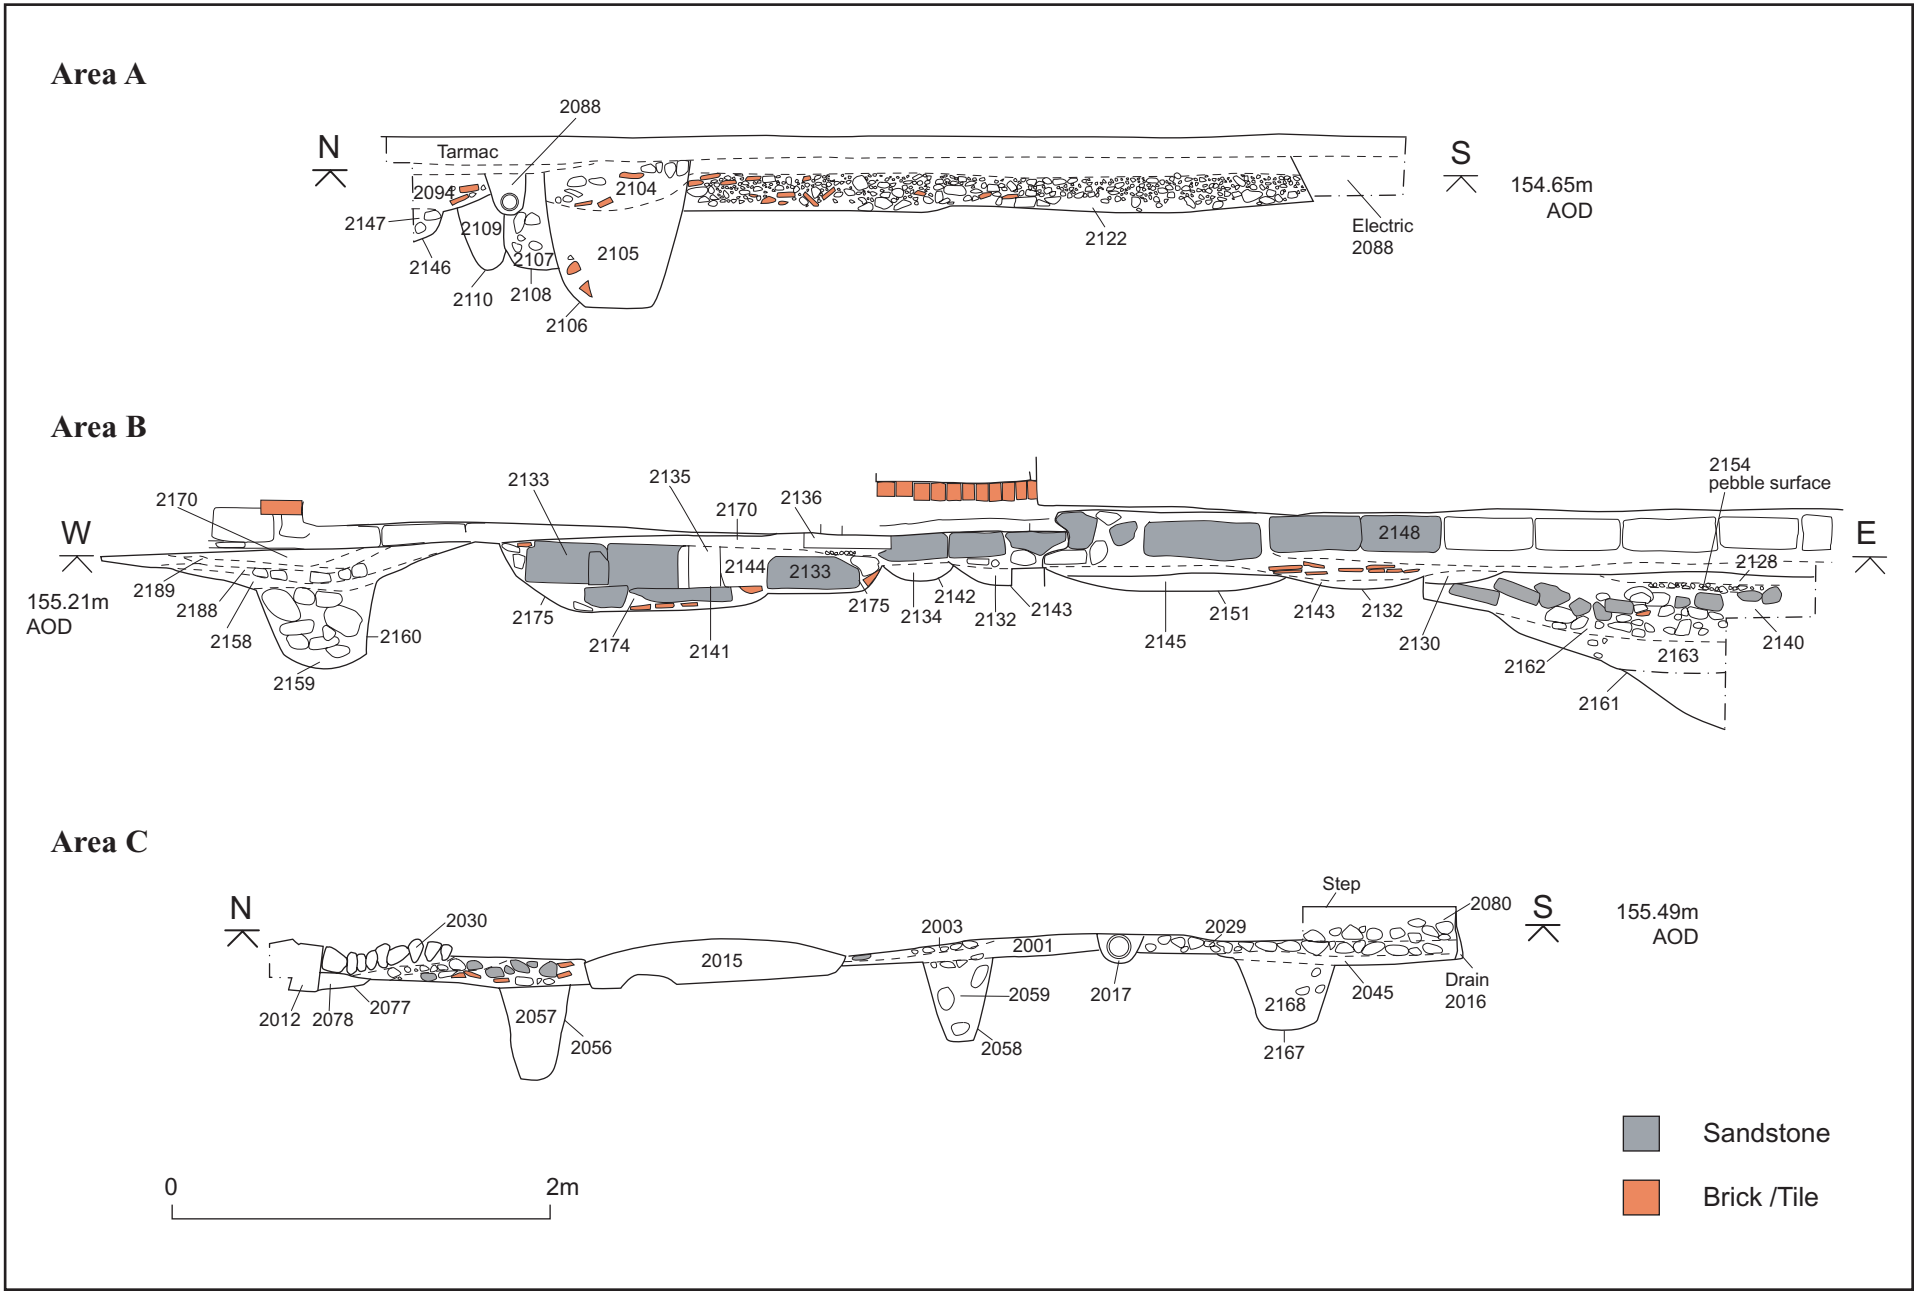 Area A
2088
N
Tarmac
S
154.65m
AOD
2094
2104
2147
2109
Electric
2088
2122
2146
2107
2105
2110
2108
2106
Area B
2154
pebble surface
2133
2135
2170
2136
2170
W
2148
E
2144
2133
2128
2189
2188
155.21m
AOD
2158
2160
2175
2174
2141
2175
2134
2142
2132
2143
2145
2151
2143
2132
2130
2162
2163
2140
2159
2161
Area C
Step
N
2030
2003
2001
2029
2080
S
155.49m
AOD
2015
2012
2078
2077
2057
2056
2059
2058
2017
2168
2045
Drain
2016
2167
Sandstone
0
2m
Brick /Tile